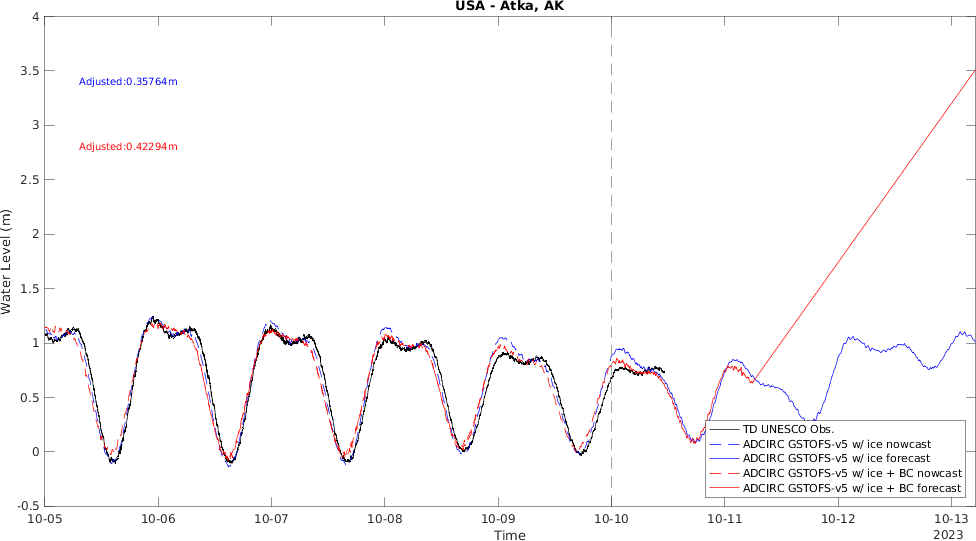 USA - Atka, AK
4
3.5
3
2.5
2
1.5
1
0.5
0
-0.5
Water Level (m)
Adjusted:0.35764m
Adjusted:0.42294m
TD UNESCO Obs.
ADCIRC GSTOFS-v5 w/ ice nowcast
ADCIRC GSTOFS-v5 w/ ice forecast
ADCIRC GSTOFS-v5 w/ ice + BC nowcast
ADCIRC GSTOFS-v5 w/ ice + BC forecast
10-05 10-06 10-07 10-08 10-09 10-10 10-11 10-12 10-13
2023
Time